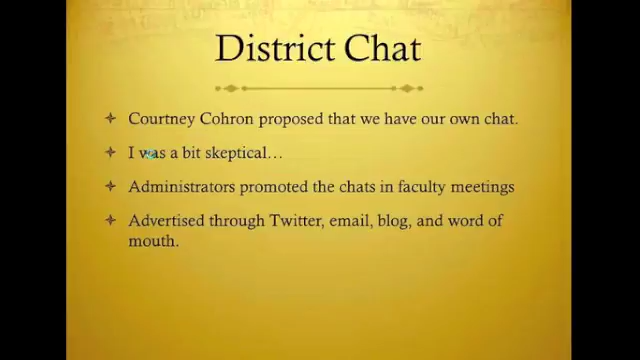 District Chat
Courtney Cohron proposed that we have our own chat.
I was a bit skeptical…
Administrators promoted the chats in faculty meetings
Advertised through Twitter, email, blog, and word of
mouth.